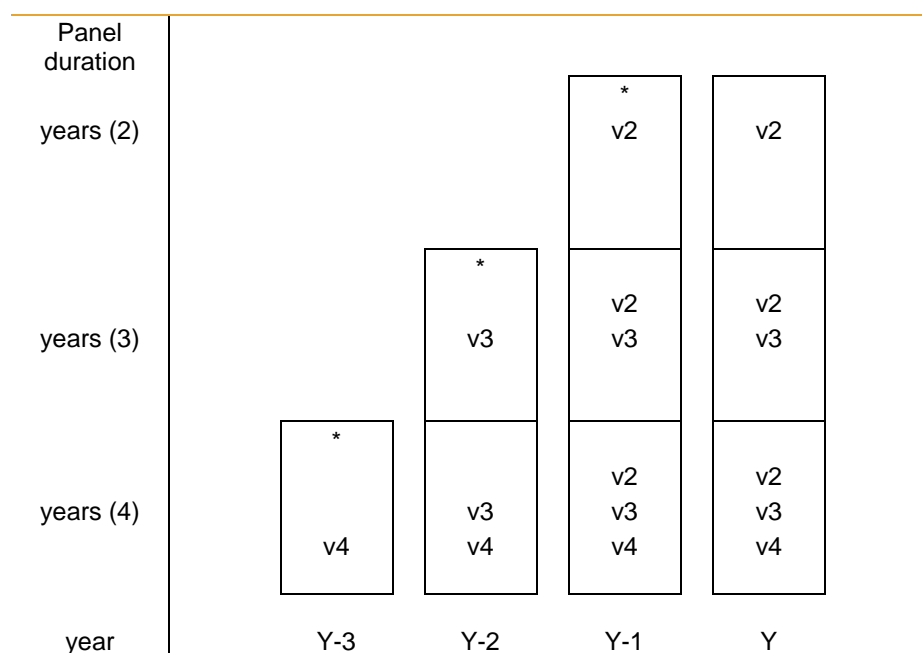 Panel
duration
*
years (2) v2 v2
*
v2 v2
years (3) v3 v3 v3
*
v2 v2
years (4) v3 v3 v3
v4 v4 v4 v4
year Y-3 Y-2 Y-1 Y